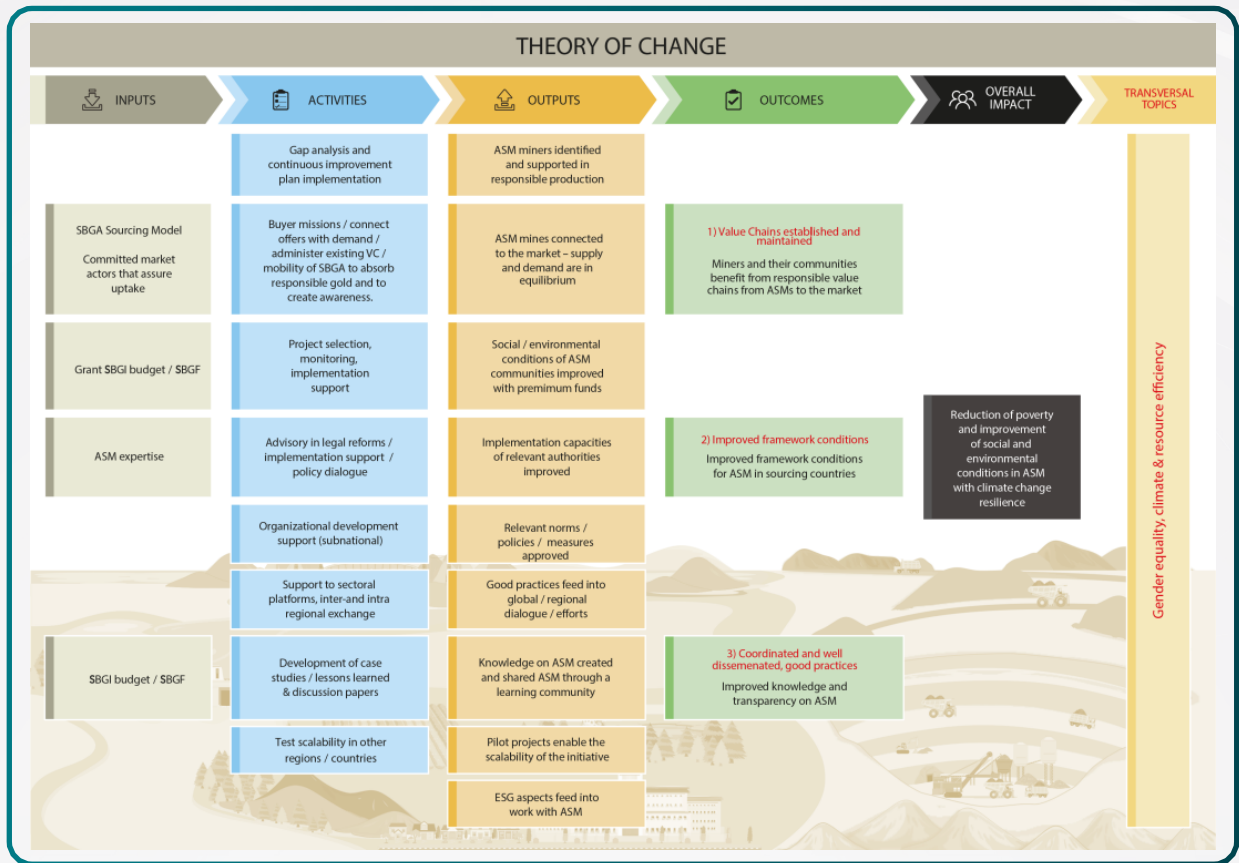 THEORY OF CHANGE
INPUTS
ACTIVITIES
OUTPUTS
OUTCOMES
OVERALL
IMPACT
TRANSVERSAL
TOPICS
SBGA Sourcing Model
Committed market
actors that assure
uptake
Grant $BGI budget / $BGF
ASM expertise
$BGI budget / $BGF
Gap analysis and
continuous improvement
plan implementation
Buyer missions / connect
offers with demand /
administer existing VC /
mobility of SBGA to absorb
responsible gold and to
create awareness.
Project selection,
monitoring,
implementation
support
Advisory in legal reforms /
implementation support /
policy dialogue
Organizational development
support (subnational)
Support to sectoral
platforms, inter-and intra
regional exchange
Development of case
studies / lessons learned
& discussion papers
Test scalability in other
regions / countries
ASM miners identified
and supported in
responsible production
ASM mines connected
to the market – supply
and demand are in
equilibrium
Social / environmental
conditions of ASM
communities improved
with premimum funds
Implementation capacities
of relevant authorities
improved
Relevant norms /
policies / measures
approved
Good practices feed into
global / regional
dialogue / efforts
Knowledge on ASM created
and shared ASM through a
learning community
Pilot projects enable the
scalability of the initiative
ESG aspects feed into
work with ASM
1) Value Chains established and
maintained
Miners and their communities
benefit from responsible value
chains from ASMs to the market
2) Improved framework conditions
Improved framework conditions
for ASM in sourcing countries
3) Coordinated and well
dissemenated, good practices
Improved knowledge and
transparency on ASM
Reduction of poverty
and improvement
of social and
environmental
conditions in ASM
with climate change
resilience
Gender equality, climate & resource efficiency